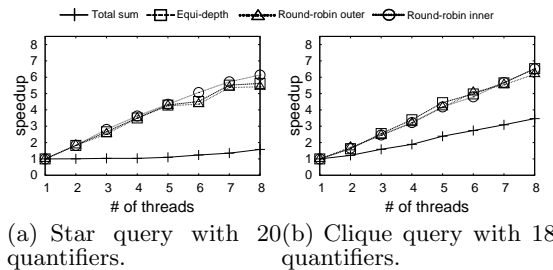 Total sum Equi-depth Round-robin outer Round-robin inner
8
7
6
5
4
3
2
1
0
speedup
1 2 3 4 5 6 7 8
# of threads
(a) Star query with 20 quantifiers.
8
7
6
5
4
3
2
1
0
speedup
1 2 3 4 5 6 7 8
# of threads
(b) Clique query with 18 quantifiers.